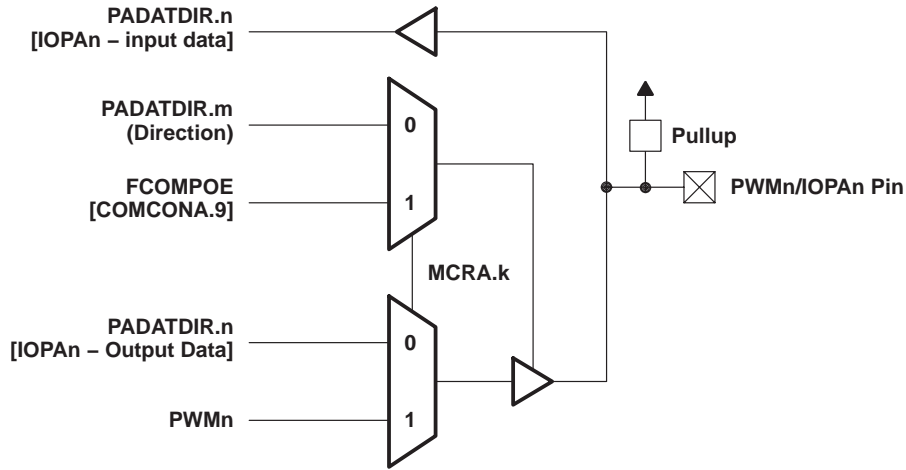 PADATDIR.n
[IOPAn – input data]
PADATDIR.m
(Direction)
0
Pullup
FCOMPOE
[COMCONA.9]
1
PWMn/IOPAn Pin
MCRA.k
PADATDIR.n
[IOPAn – Output Data]
0
PWMn
1